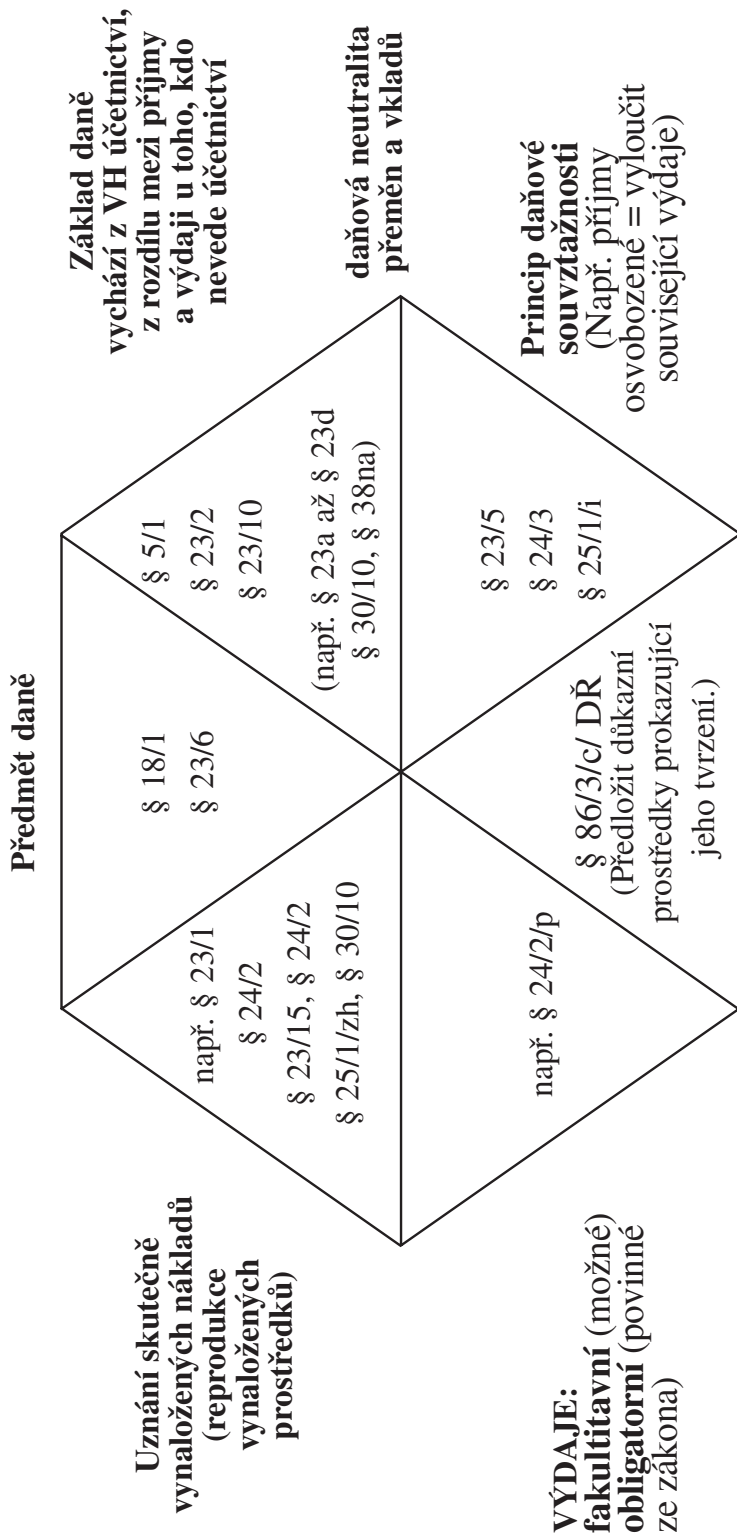 Předmět daně
§ 18/1
§ 23/6
Základ daně
vychází z VH účetnictví,
z rozdílu mezi příjmy
a výdaji u toho, kdo
nevede účetnictví
§ 5/1
§ 23/2
§ 23/10
(např. § 23a až § 23d
§ 30/10, § 38na)
daňová neutralita
přeměn a vkladů
Princip daňové
souvztažnosti
(Např. příjmy
osvobozené = vyloučit
související výdaje)
§ 23/5
§ 24/3
§ 25/1/i
§ 86/3/c/ DŘ
(Předložit důkazní
prostředky prokazující
jeho tvrzení.)
např. § 24/2/p
VÝDAJE:
fakultitavní (možné)
obligatorní (povinné
ze zákona)
Uznání skutečně
vynaložených nákladů
(reprodukce
vynaložených
prostředků)
např. § 23/1
§ 24/2
§ 23/15, § 24/2
§ 25/1/zh, § 30/10